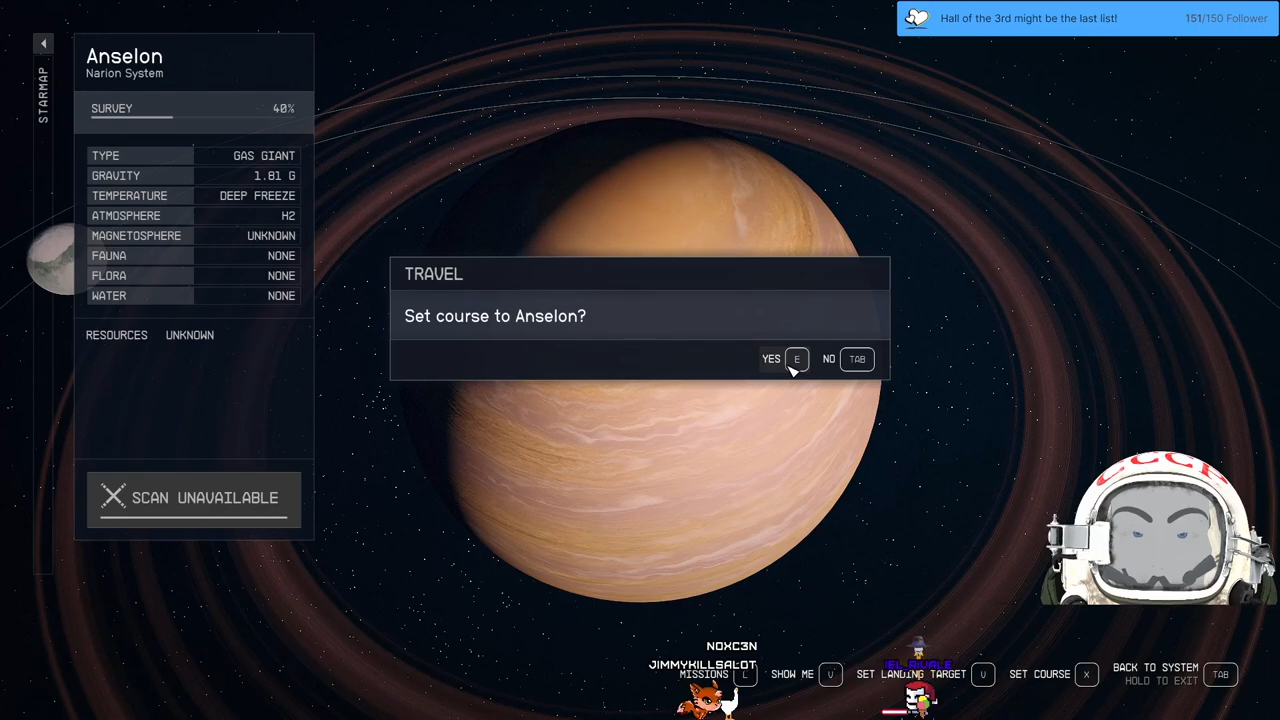 Hall of the 3rd might be the last list! 151/150 Follower
STARMAP
Anselon
Narion System
SURVEY 40%
TYPE GAS GIANT
GRAVITY 1.81 G
TEMPERATURE DEEP FREEZE
ATMOSPHERE H2
MAGNETOSPHERE UNKNOWN
FAUNA NONE
FLORA NONE
WATER NONE
RESOURCES UNKNOWN
SCAN UNAVAILABLE
TRAVEL
Set course to Anselon?
YES E NO TAB
CCCP
NOXC3N
JIMMYKILLSALOT
MISSIONS L SHOW ME V SET LANDING TARGET V SET COURSE X BACK TO SYSTEM TAB
HOLD TO EXIT